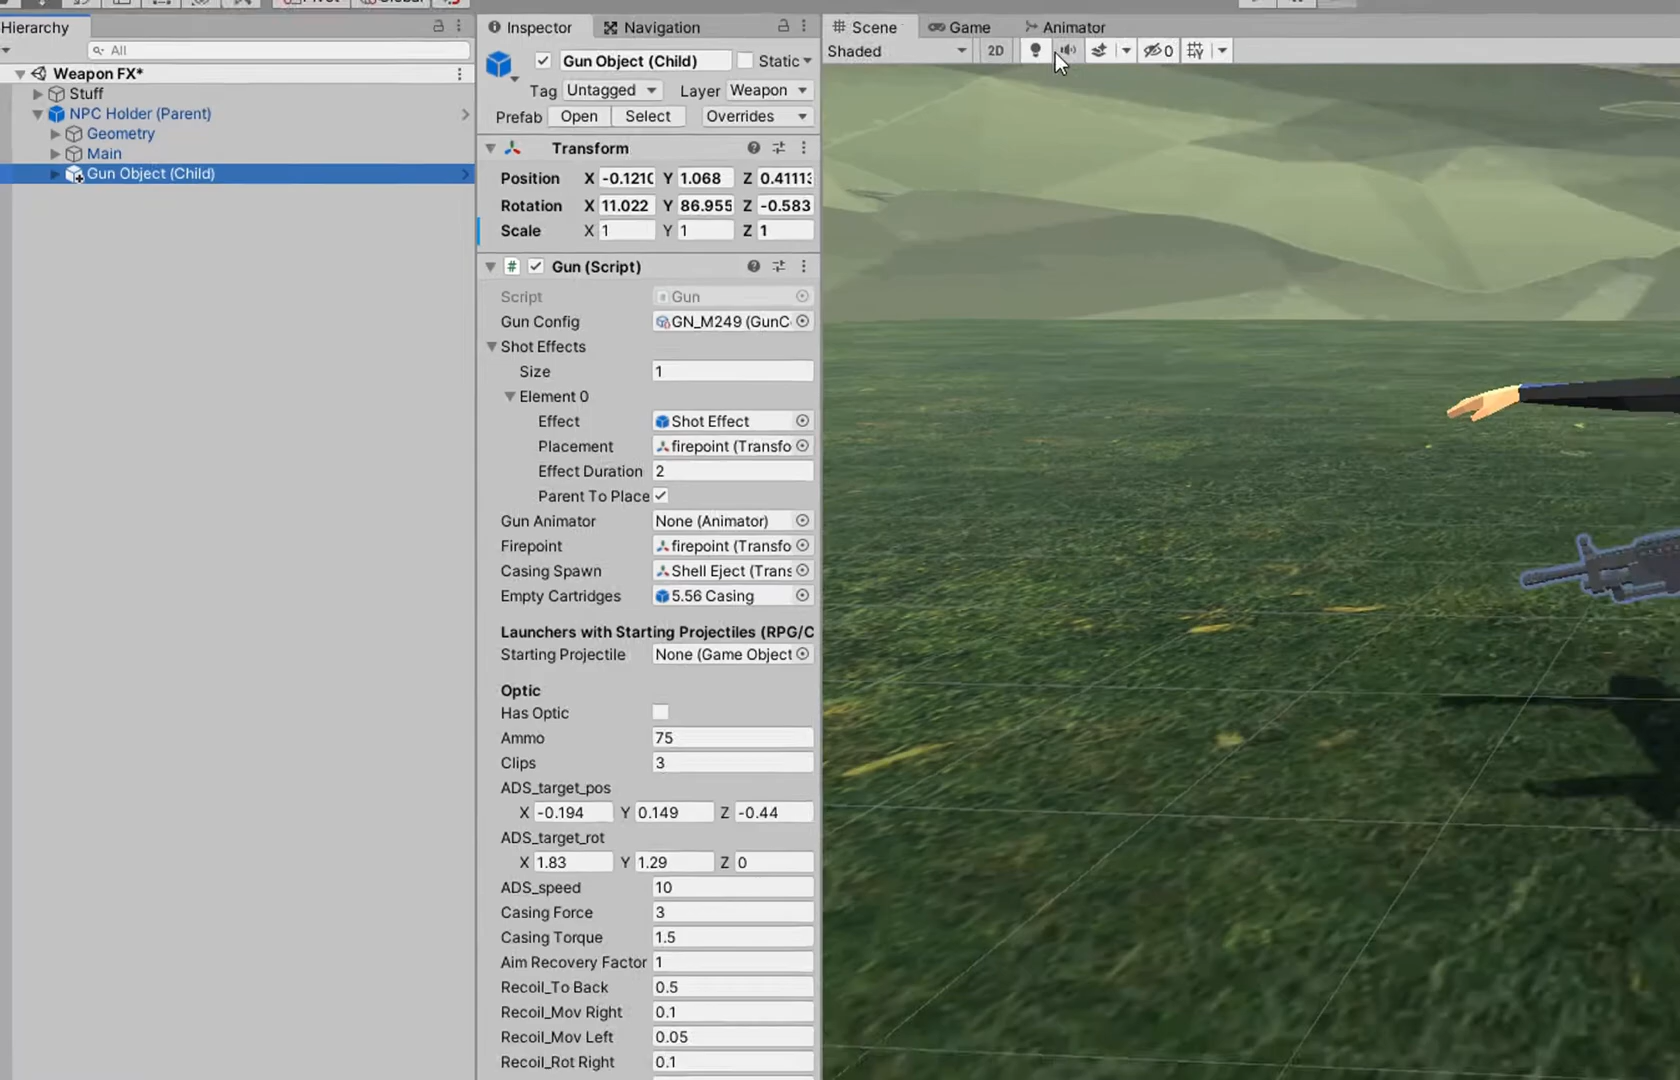 Hierarchy
All
Weapon FX*
Stuff
NPC Holder (Parent)
Geometry
Main
Gun Object (Child)
Inspector
Navigation
Gun Object (Child)
Static
Tag Untagged Layer Weapon
Prefab Open Select Overrides
Transform
Position X -0.1210 Y 1.068 Z 0.41113
Rotation X 11.022 Y 86.955 Z -0.583
Scale X 1 Y 1 Z 1
# Gun (Script)
Script Gun
Gun Config GN_M249 (GunC
Shot Effects
Size 1
Element 0
Effect Shot Effect
Placement firepoint (Transfo
Effect Duration 2
Parent To Place
Gun Animator None (Animator)
Firepoint firepoint (Transfo
Casing Spawn Shell Eject (Trans
Empty Cartridges 5.56 Casing
Launchers with Starting Projectiles (RPG/C
Starting Projectile None (Game Object
Optic
Has Optic
Ammo 75
Clips 3
ADS_target_pos
X -0.194 Y 0.149 Z -0.44
ADS_target_rot
X 1.83 Y 1.29 Z 0
ADS_speed 10
Casing Force 3
Casing Torque 1.5
Aim Recovery Factor 1
Recoil_To Back 0.5
Recoil_Mov Right 0.1
Recoil_Mov Left 0.05
Recoil_Rot Right 0.1
Scene
Game
Animator
Shaded 2D 0